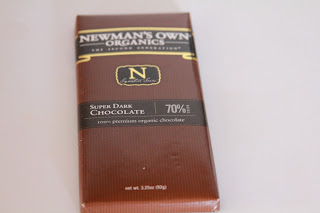 NEWMAN'S OWN
ORGANICS
THE SECOND GENERATION
N
SUPER DARK
CHOCOLATE
70%
100% premium organic chocolate
net wt. 3.25oz (92g)